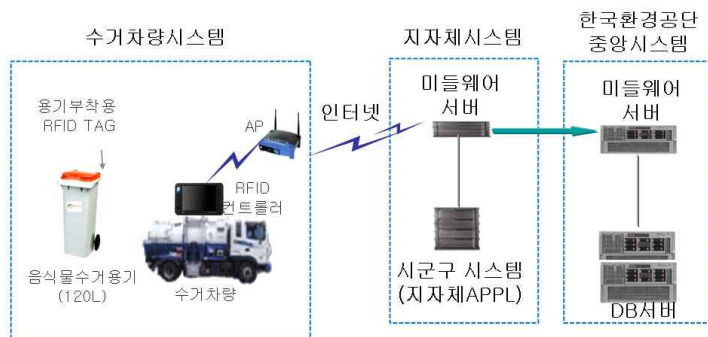 수거차량시스템
용기부착용
RFID TAG
AP
RFID
컨트롤러
음식물수거용기
(120L)
수거차량
인터넷
지자체시스템
미들웨어
서버
시군구 시스템
(지자체APPL)
한국환경공단
중앙시스템
미들웨어
서버
DB서버